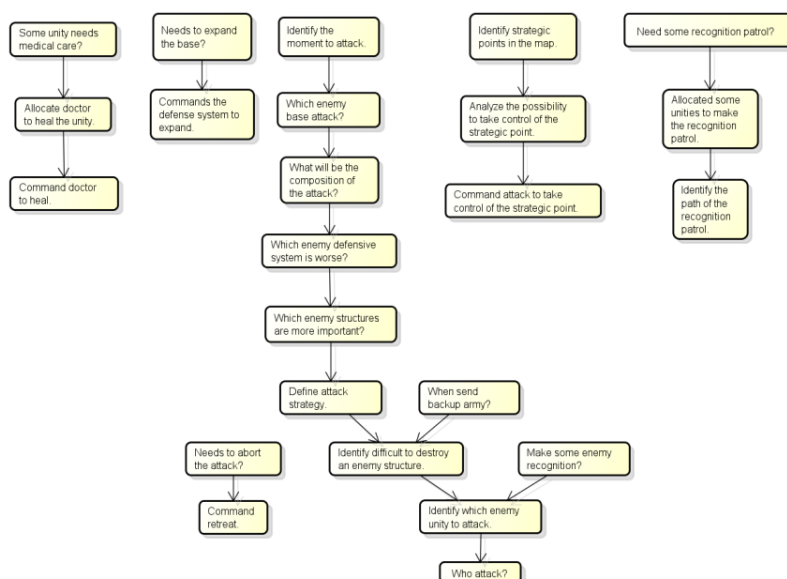 Some unity needs
medical care?
Needs to expand
the base?
Identify the
moment to attack.
Identify strategic
points in the map.
Need some recognition patrol?
Allocate doctor
to heal the unity.
Commands the
defense system to
expand.
Which enemy
base attack?
Analyze the possibility
to take control of the
strategic point.
Allocated some
unities to make
the recognition
patrol.
Command doctor
to heal.
What will be the
composition of
the attack?
Command attack to take
control of the strategic point.
Identify the
path of the
recognition
patrol.
Which enemy defensive
system is worse?
Which enemy structures
are more important?
Define attack
strategy.
When send
backup army?
Needs to abort
the attack?
Identify difficult to destroy
an enemy structure.
Make some enemy
recognition?
Command
retreat.
Identify which enemy
unity to attack.
Who attack?